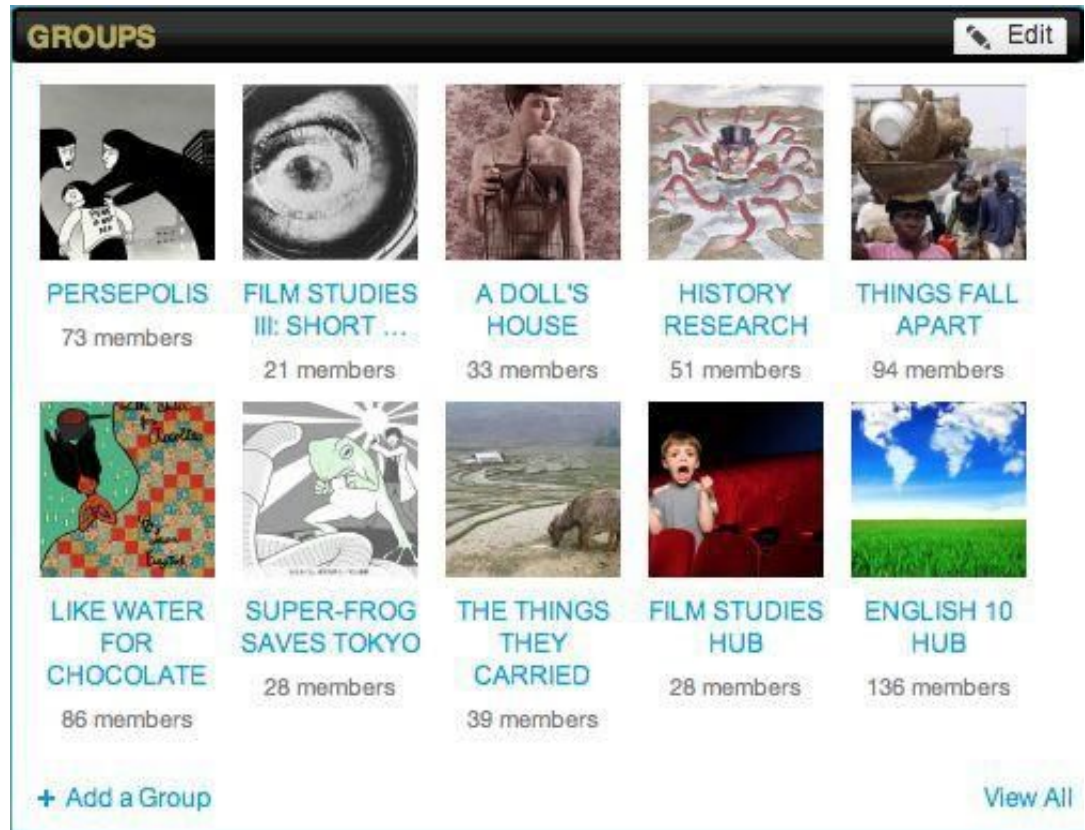 GROUPS
Edit
PERSEPOLIS
73 members
FILM STUDIES
III: SHORT ...
21 members
A DOLL'S
HOUSE
33 members
HISTORY
RESEARCH
51 members
THINGS FALL
APART
94 members
LIKE WATER
FOR
CHOCOLATE
86 members
SUPER-FROG
SAVES TOKYO
28 members
THE THINGS
THEY
CARRIED
39 members
FILM STUDIES
HUB
28 members
ENGLISH 10
HUB
136 members
+ Add a Group
View All